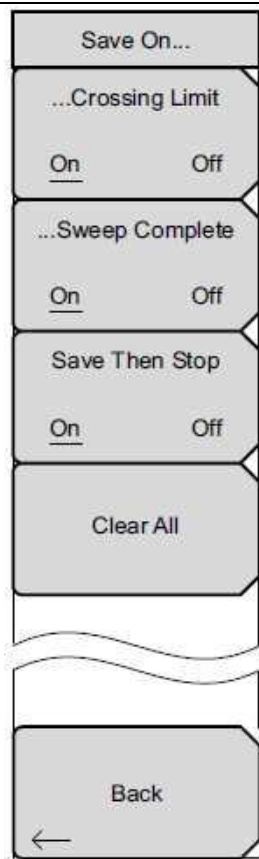 Save On...
...Crossing Limit
On Off
...Sweep Complete
On Off
Save Then Stop
On Off
Clear All
Back